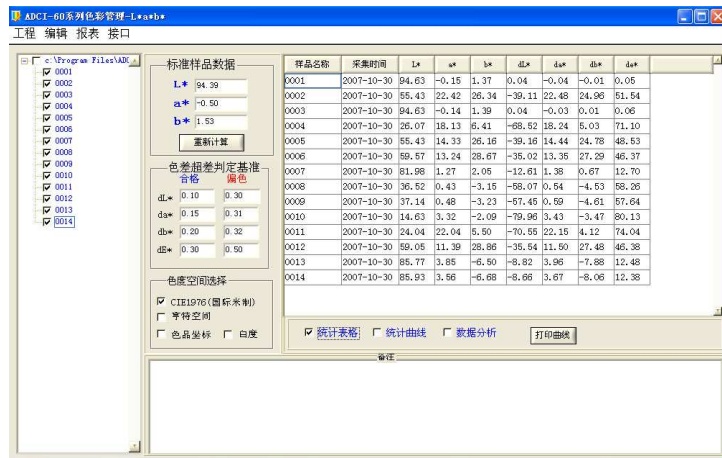 ADCI-60系列色彩管理-L*a*b*
工程 编辑 报表 接口
c:\Program Files\ADC
0001
0002
0003
0004
0005
0006
0007
0008
0009
0010
0011
0012
0013
0014
标准样品数据
L* 94.39
a* -0.50
b* 1.53
重新计算
色差超差判定基准
合格 偏色
dL* 0.10 0.30
da* 0.15 0.31
db* 0.20 0.32
dE* 0.30 0.50
色度空间选择
CIE1976(国际米制)
亨特空间
色品坐标 白度
样品名称 采集时间 L* a* b* dL* da* db* de*
0001 2007-10-30 94.63 -0.15 1.37 0.04 -0.04 -0.01 0.05
0002 2007-10-30 55.43 22.42 26.34 -39.11 22.48 24.96 51.54
0003 2007-10-30 94.63 -0.14 1.39 0.04 -0.03 0.01 0.06
0004 2007-10-30 26.07 18.13 6.41 -68.52 18.24 5.03 71.10
0005 2007-10-30 55.43 14.33 26.16 -39.16 14.44 24.78 48.53
0006 2007-10-30 59.57 13.24 28.67 -35.02 13.35 27.29 46.37
0007 2007-10-30 81.98 1.27 2.05 -12.61 1.38 0.67 12.70
0008 2007-10-30 36.52 0.43 -3.15 -58.07 0.54 -4.53 58.26
0009 2007-10-30 37.14 0.48 -3.23 -57.45 0.59 -4.61 57.64
0010 2007-10-30 14.63 3.32 -2.09 -79.96 3.43 -3.47 80.13
0011 2007-10-30 24.04 22.04 5.50 -70.55 22.15 4.12 74.04
0012 2007-10-30 59.05 11.39 28.86 -35.54 11.50 27.48 46.38
0013 2007-10-30 85.77 3.85 -6.50 -8.82 3.96 -7.88 12.48
0014 2007-10-30 85.93 3.56 -6.68 -8.66 3.67 -8.06 12.38
统计表格 统计曲线 数据分析 打印曲线
备注